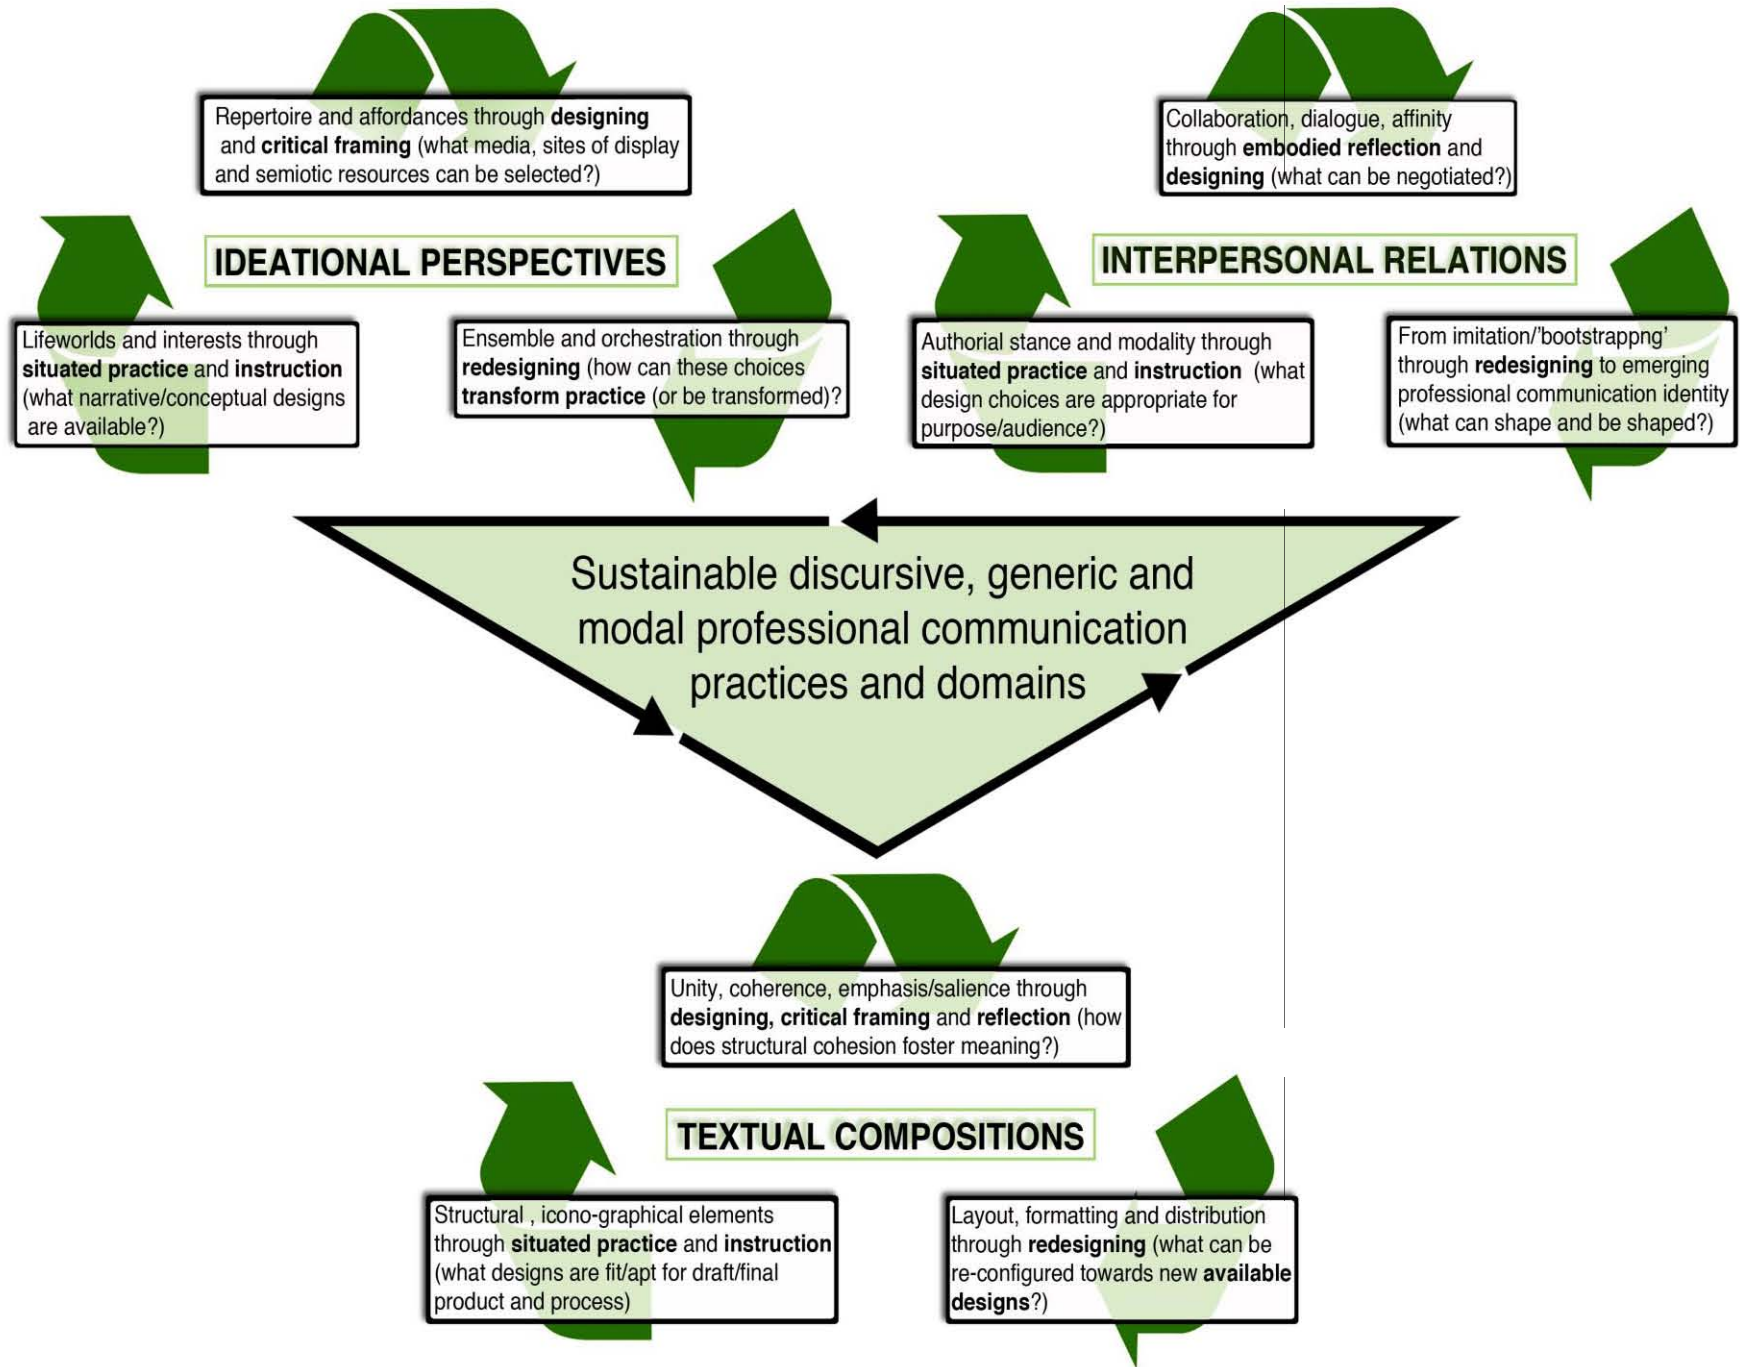 Repertoire and affordances through designing
and critical framing (what media, sites of display
and semiotic resources can be selected?)
IDEATIONAL PERSPECTIVES
Lifeworlds and interests through
situated practice and instruction
(what narrative/conceptual designs
are available?)
Ensemble and orchestration through
redesigning (how can these choices
transform practice (or be transformed)?
Collaboration, dialogue, affinity
through embodied reflection and
designing (what can be negotiated?)
INTERPERSONAL RELATIONS
Authorial stance and modality through
situated practice and instruction (what
design choices are appropriate for
purpose/audience?)
From imitation/'bootstrappng'
through redesigning to emerging
professional communication identity
(what can shape and be shaped?)
Sustainable discursive, generic and
modal professional communication
practices and domains
Unity, coherence, emphasis/salience through
designing, critical framing and reflection (how
does structural cohesion foster meaning?)
TEXTUAL COMPOSITIONS
Structural , icono-graphical elements
through situated practice and instruction
(what designs are fit/apt for draft/final
product and process)
Layout, formatting and distribution
through redesigning (what can be
re-configured towards new available
designs?)